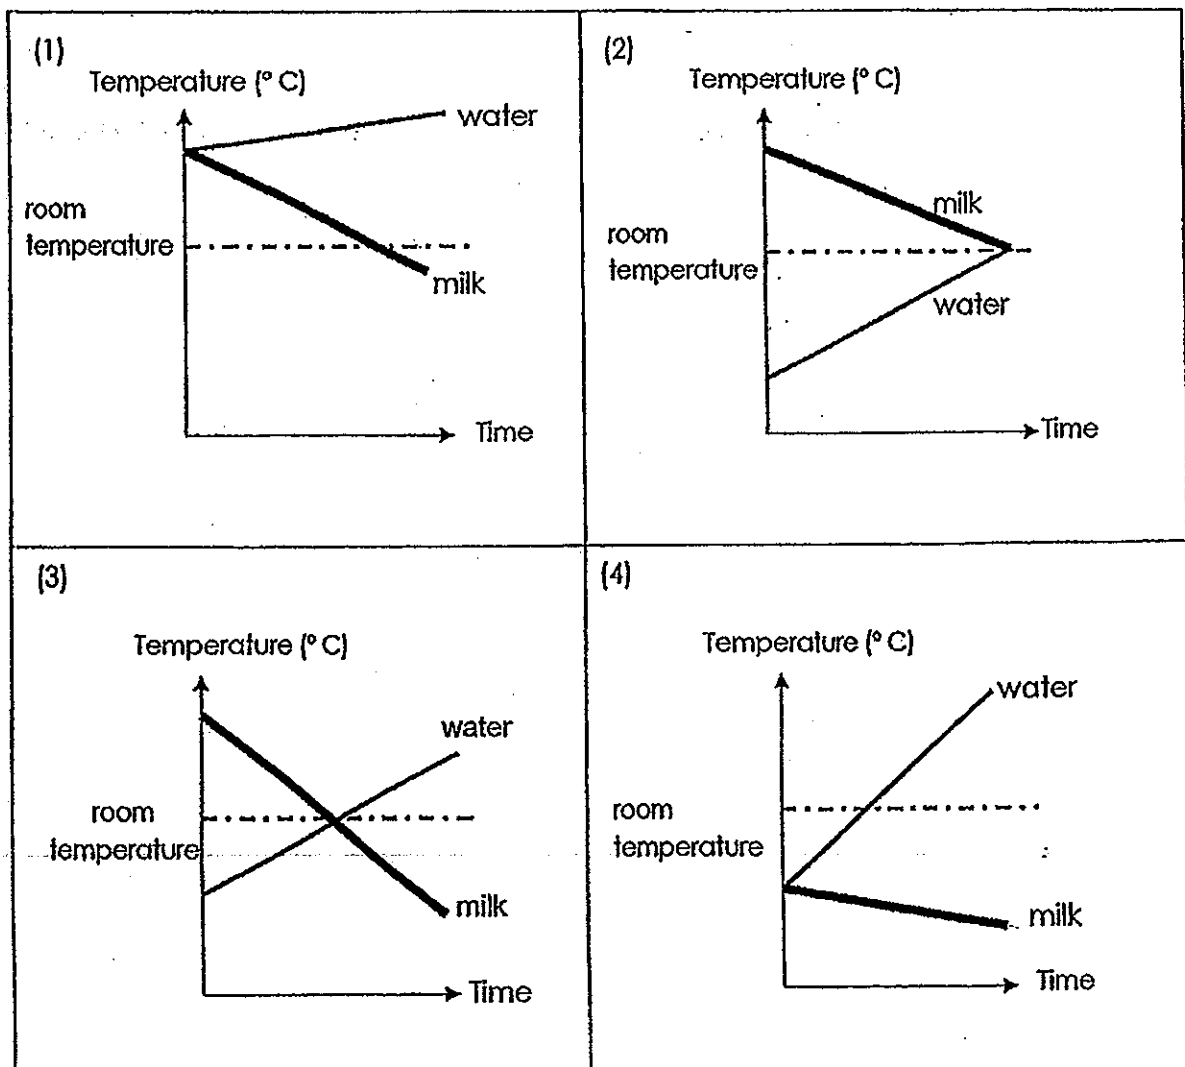 (1)
Temperature (° C)
water
room
temperature
milk
Time
(2)
Temperature (° C)
milk
room
temperature
water
Time
(3)
Temperature (° C)
water
room
temperature
milk
Time
(4)
Temperature (° C)
water
room
temperature
milk
Time